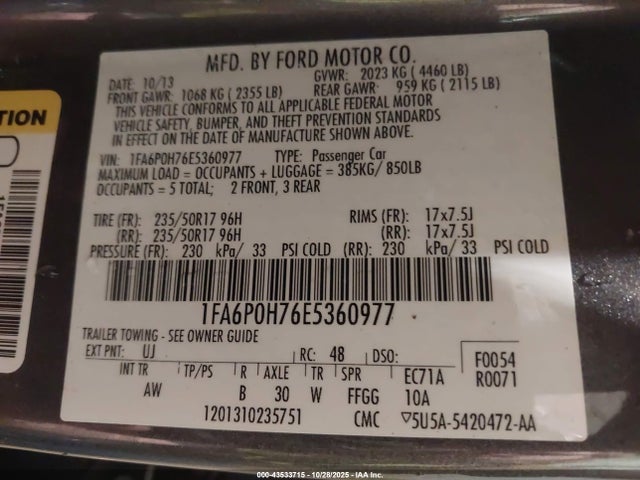 MFD. BY FORD MOTOR CO.
DATE: 10/13 GVWR: 2023 KG ( 4460 LB)
FRONT GAWR: 1068 KG ( 2355 LB) REAR GAWR: 959 KG ( 2115 LB)
THIS VEHICLE CONFORMS TO ALL APPLICABLE FEDERAL MOTOR
VEHICLE SAFETY, BUMPER, AND THEFT PREVENTION STANDARDS
IN EFFECT ON THE DATE OF MANUFACTURE SHOWN ABOVE.
VIN: 1FA6P0H76E5360977 TYPE: Passenger Car
MAXIMUM LOAD = OCCUPANTS + LUGGAGE = 385KG/ 850LB
OCCUPANTS = 5 TOTAL; 2 FRONT, 3 REAR
TIRE (FR): 235/50R17 96H RIMS (FR): 17x7.5J
(RR): 235/50R17 96H (RR): 17x7.5J
PRESSURE (FR): 230 kPa/ 33 PSI COLD (RR): 230 kPa/ 33 PSI COLD
1FA6P0H76E5360977
TRAILER TOWING - SEE OWNER GUIDE
EXT PNT: UJ RC: 48 DSO: F0054
INT TR TP/PS R AXLE TR SPR EC71A R0071
AW B 30 W FFGG 10A
1201310235751 CMC ▽5U5A-5420472-AA
000-43533715 - 10/28/2025 - IAA Inc.